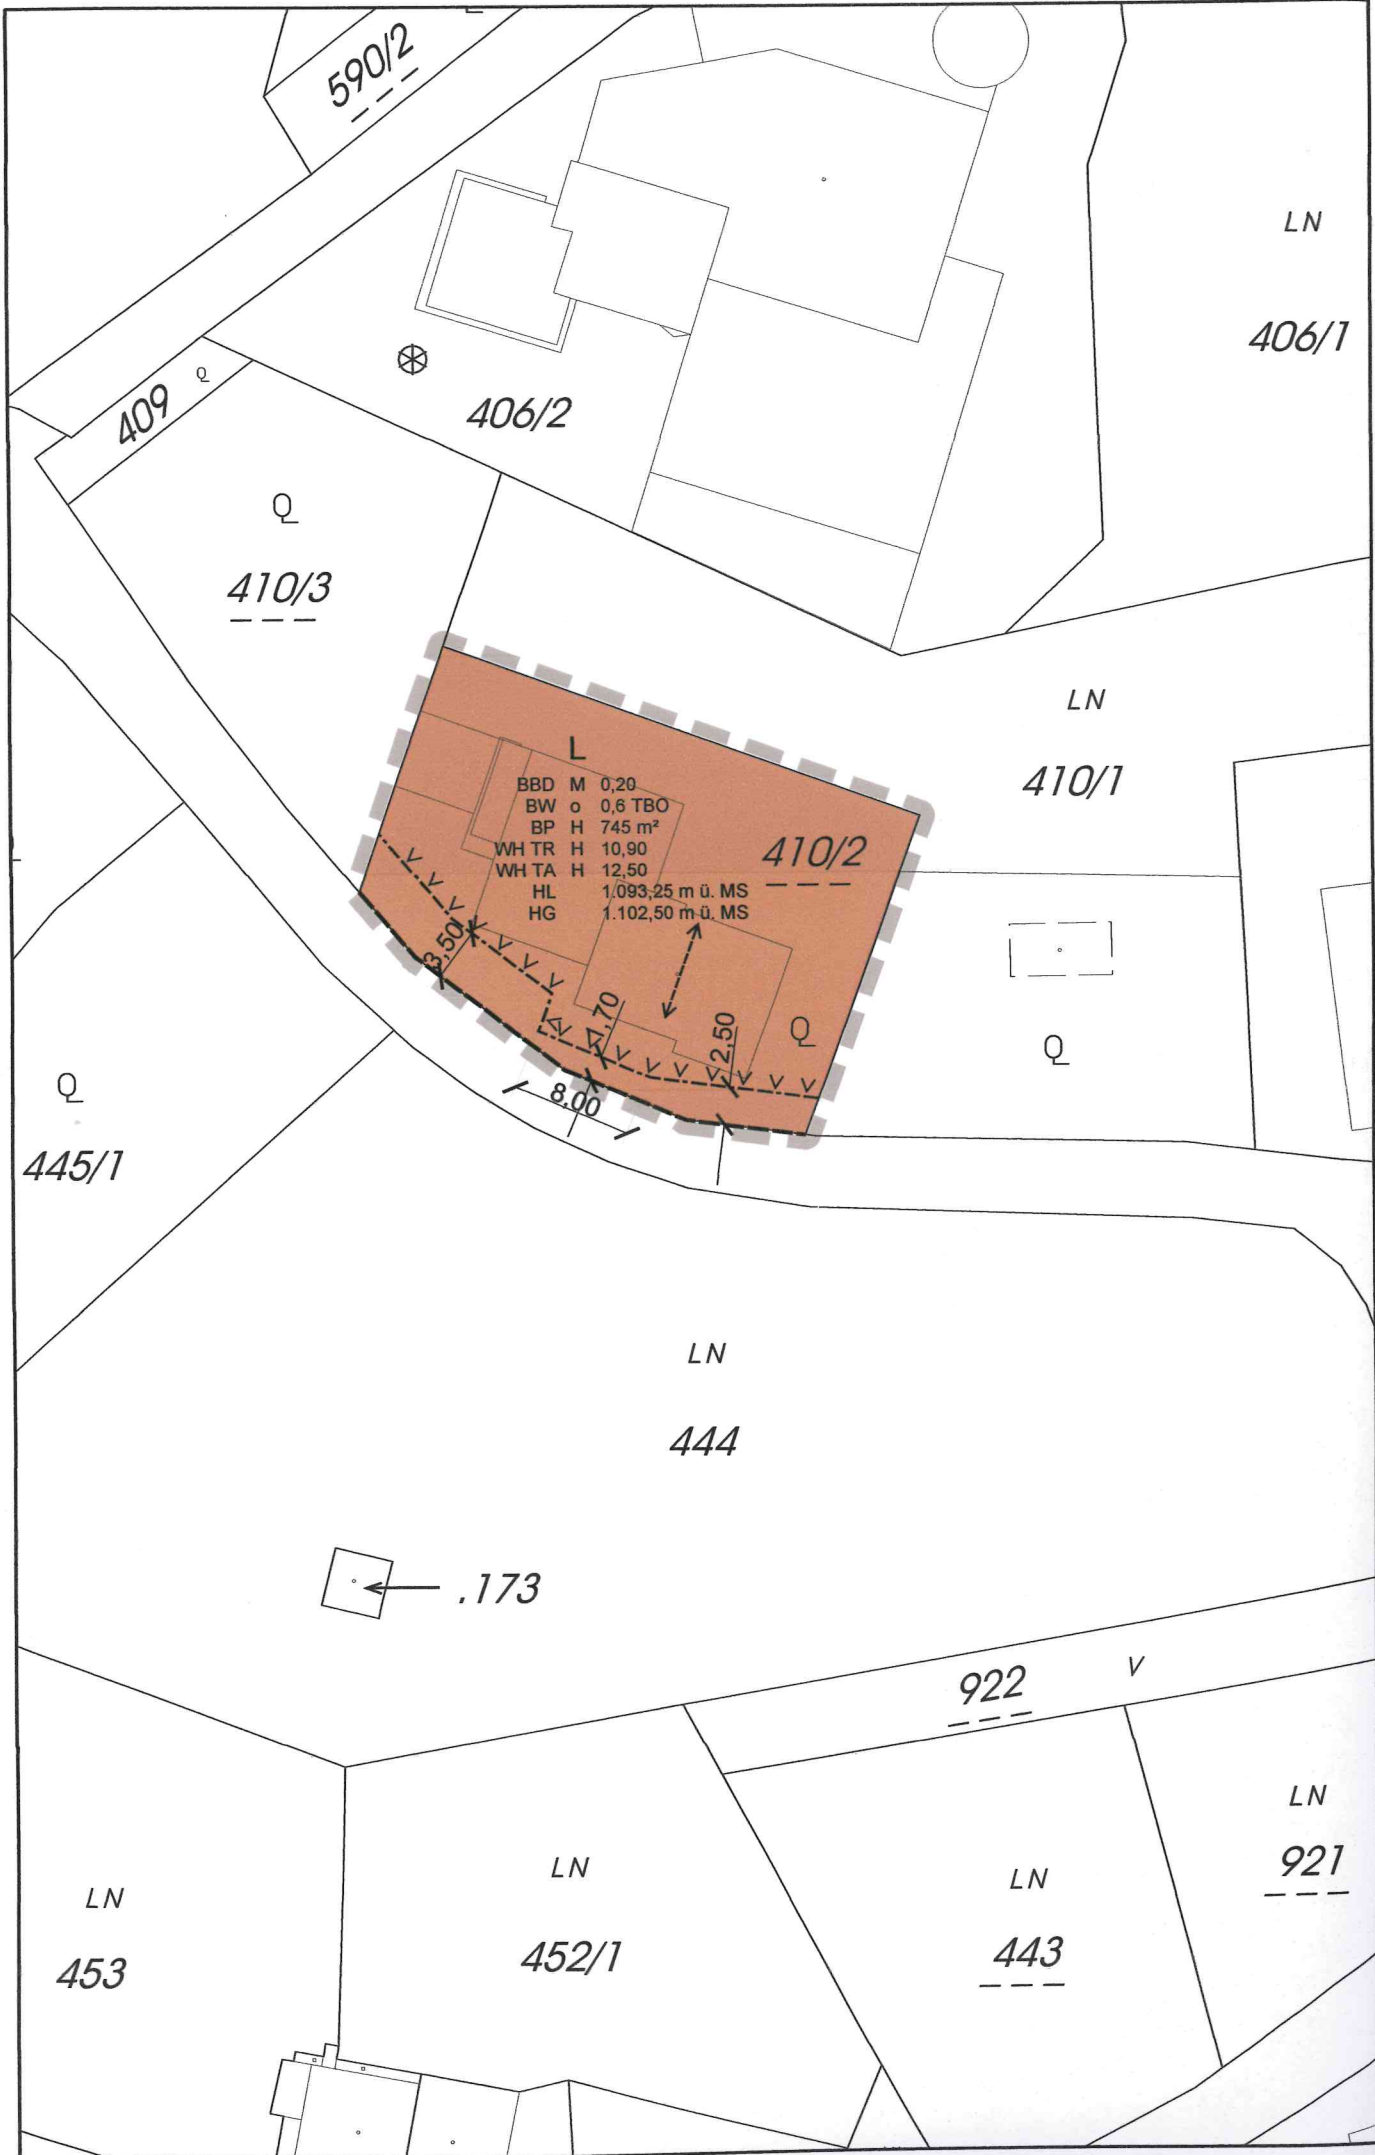 590/2
LN
406/1
409
406/2
410/3
LN
410/1
L
BBD M 0,20
BW o 0,6 TBO
BP H 745 m²
WH TR H 10,90
WH TA H 12,50
HL 1.093,25 m ü. MS
HG 1.102,50 m ü. MS
410/2
3,50
1,70
2,50
8,00
445/1
LN
444
.173
922
V
LN
921
LN
453
LN
452/1
LN
443